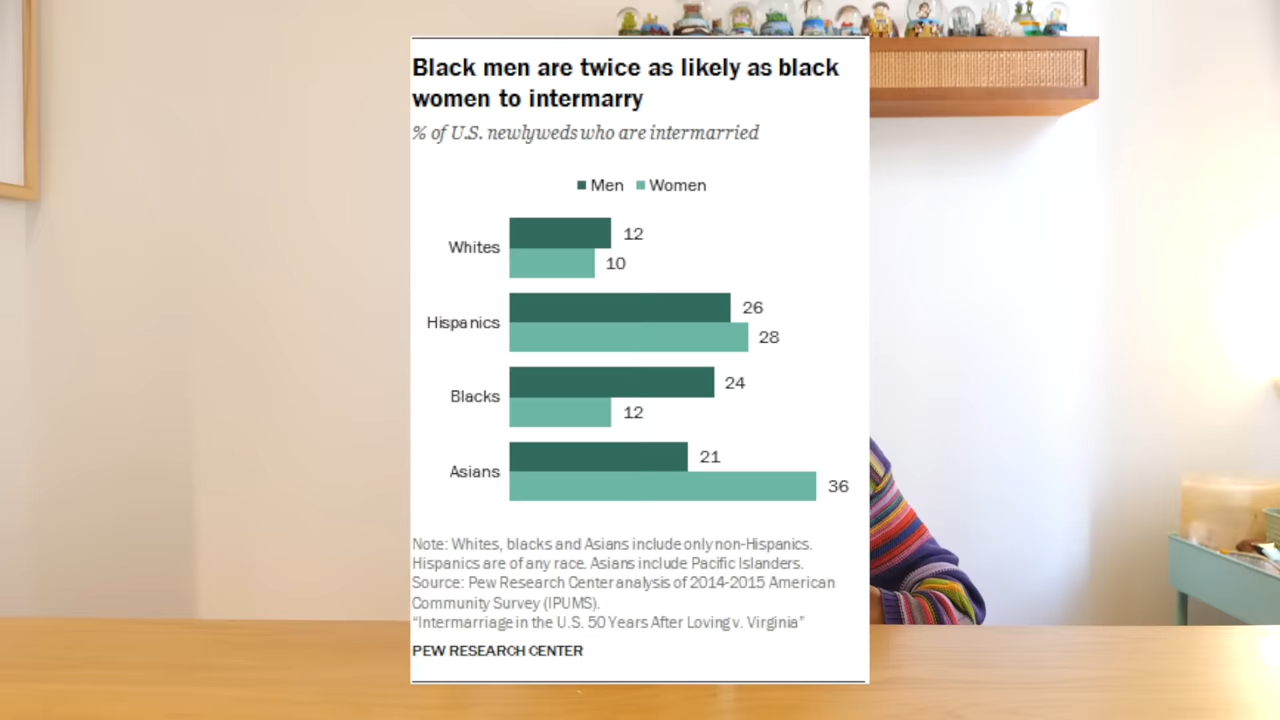 Black men are twice as likely as black
women to intermarry
% of U.S. newlyweds who are intermarried
Men Women
Whites 12
10
Hispanics 26
28
Blacks 24
12
Asians 21
36
Note: Whites, blacks and Asians include only non-Hispanics.
Hispanics are of any race. Asians include Pacific Islanders.
Source: Pew Research Center analysis of 2014-2015 American
Community Survey (IPUMS).
“Intermarriage in the U.S. 50 Years After Loving v. Virginia”
PEW RESEARCH CENTER